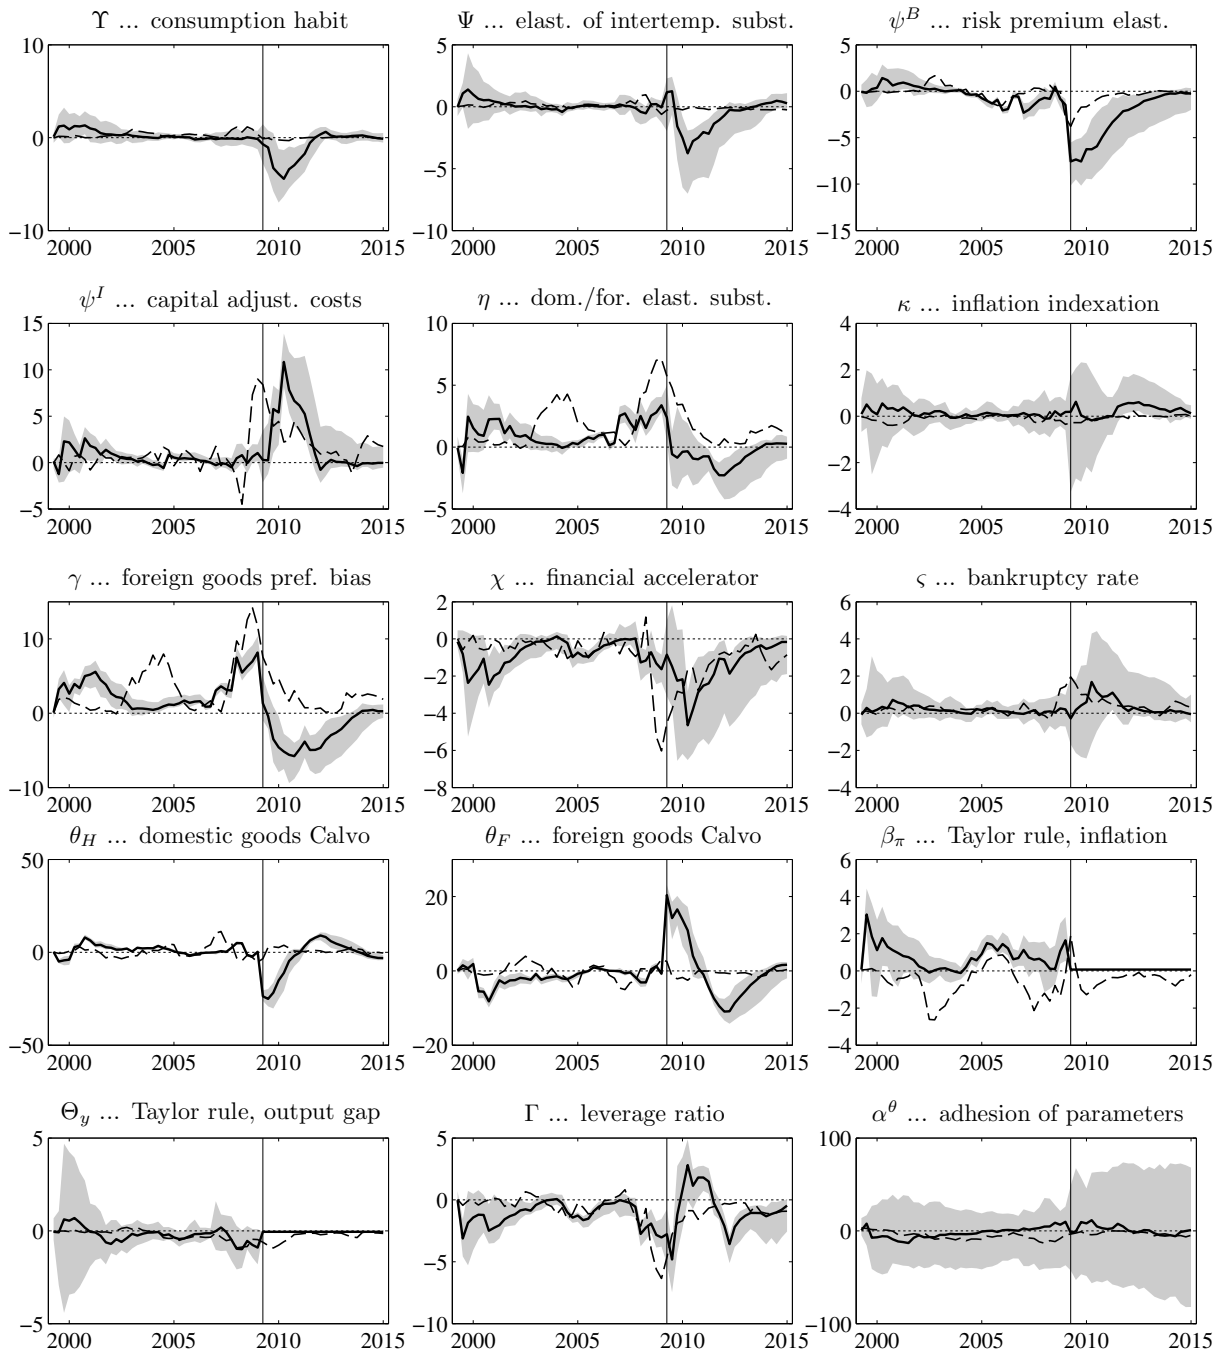 Υ ... consumption habit
10
0
−10
2000 2005 2010 2015
Ψ ... elast. of intertemp. subst.
5
0
−5
−10
2000 2005 2010 2015
ψ^B ... risk premium elast.
5
0
−5
−10
−15
2000 2005 2010 2015
ψ^I ... capital adjust. costs
15
10
5
0
−5
2000 2005 2010 2015
η ... dom./for. elast. subst.
10
5
0
−5
2000 2005 2010 2015
κ ... inflation indexation
4
2
0
−2
−4
2000 2005 2010 2015
γ ... foreign goods pref. bias
10
0
−10
2000 2005 2010 2015
χ ... financial accelerator
2
0
−2
−4
−6
−8
2000 2005 2010 2015
ς ... bankruptcy rate
6
4
2
0
−2
−4
2000 2005 2010 2015
θ_H ... domestic goods Calvo
50
0
−50
2000 2005 2010 2015
θ_F ... foreign goods Calvo
20
0
−20
2000 2005 2010 2015
β_π ... Taylor rule, inflation
6
4
2
0
−2
−4
2000 2005 2010 2015
Θ_y ... Taylor rule, output gap
5
0
−5
2000 2005 2010 2015
Γ ... leverage ratio
5
0
−5
−10
2000 2005 2010 2015
α^θ ... adhesion of parameters
100
0
−100
2000 2005 2010 2015